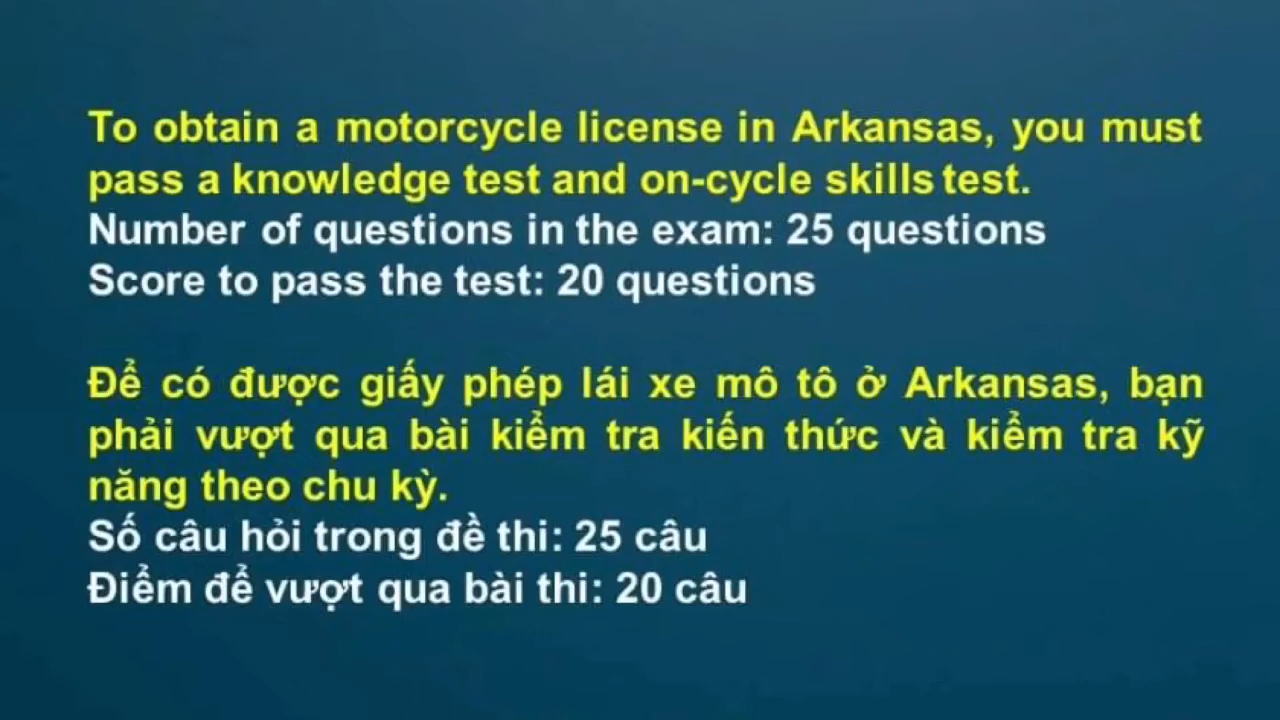 To obtain a motorcycle license in Arkansas, you must
pass a knowledge test and on-cycle skills test.
Number of questions in the exam: 25 questions
Score to pass the test: 20 questions
Để có được giấy phép lái xe mô tô ở Arkansas, bạn
phải vượt qua bài kiểm tra kiến thức và kiểm tra kỹ
năng theo chu kỳ.
Số câu hỏi trong đề thi: 25 câu
Điểm để vượt qua bài thi: 20 câu